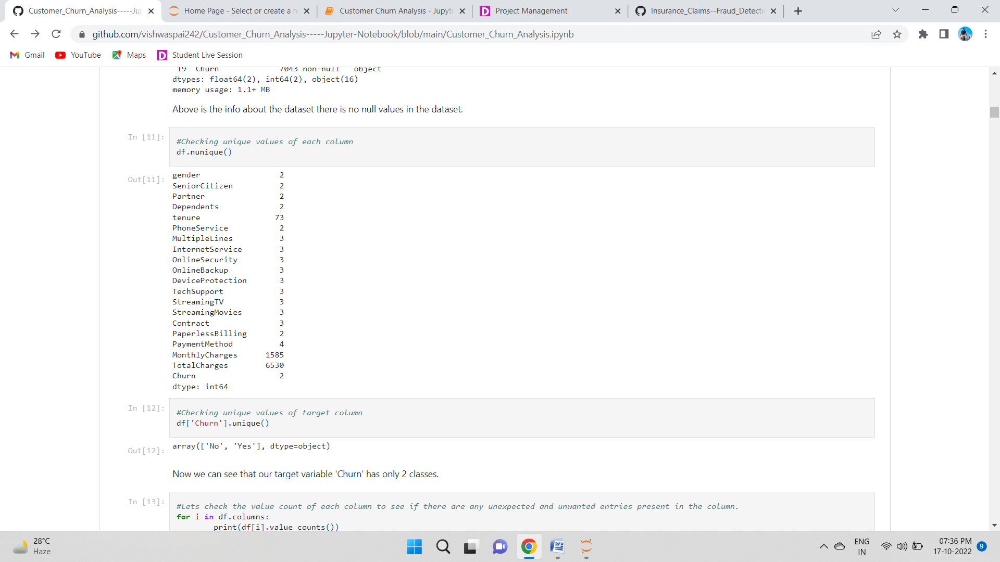 Customer_Churn_Analysis-----Jup
Home Page - Select or create a n
Customer Churn Analysis - Jupyte
Project Management
Insurance_Claims--Fraud_Detectio
github.com/vishwaspai242/Customer_Churn_Analysis-----Jupyter-Notebook/blob/main/Customer_Churn_Analysis.ipynb
Gmail
YouTube
Maps
Student Live Session
19 Churn 7043 non-null object
dtypes: float64(2), int64(2), object(16)
memory usage: 1.1+ MB
Above is the info about the dataset there is no null values in the dataset.
In [11]:
#Checking unique values of each column
df.nunique()
Out[11]:
gender 2
SeniorCitizen 2
Partner 2
Dependents 2
tenure 73
PhoneService 2
MultipleLines 3
InternetService 3
OnlineSecurity 3
OnlineBackup 3
DeviceProtection 3
TechSupport 3
StreamingTV 3
StreamingMovies 3
Contract 3
PaperlessBilling 2
PaymentMethod 4
MonthlyCharges 1585
TotalCharges 6530
Churn 2
dtype: int64
In [12]:
#Checking unique values of target column
df['Churn'].unique()
Out[12]:
array(['No', 'Yes'], dtype=object)
Now we can see that our target variable 'Churn' has only 2 classes.
In [13]:
#Lets check the value count of each column to see if there are any unexpected and unwanted entries present in the column.
for i in df.columns:
print(df[i].value_counts())
28°C
Haze
ENG
IN
07:36 PM
17-10-2022
9